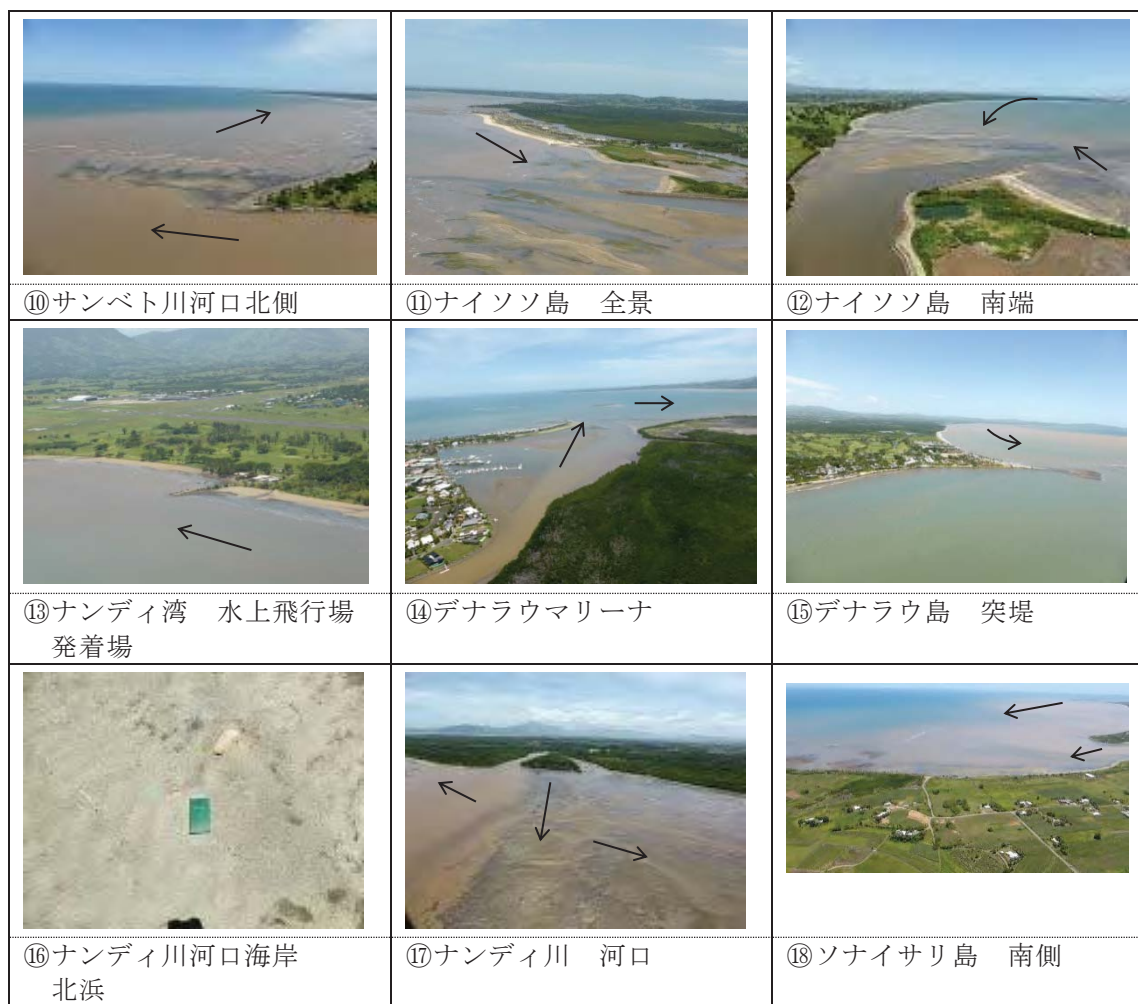 ⑩サンベト川河口北側
⑪ナイソソ島　全景
⑫ナイソソ島　南端
⑬ナンディ湾　水上飛行場
発着場
⑭デナラウマリーナ
⑮デナラウ島　突堤
⑯ナンディ川河口海岸
北浜
⑰ナンディ川　河口
⑱ソナイサリ島　南側